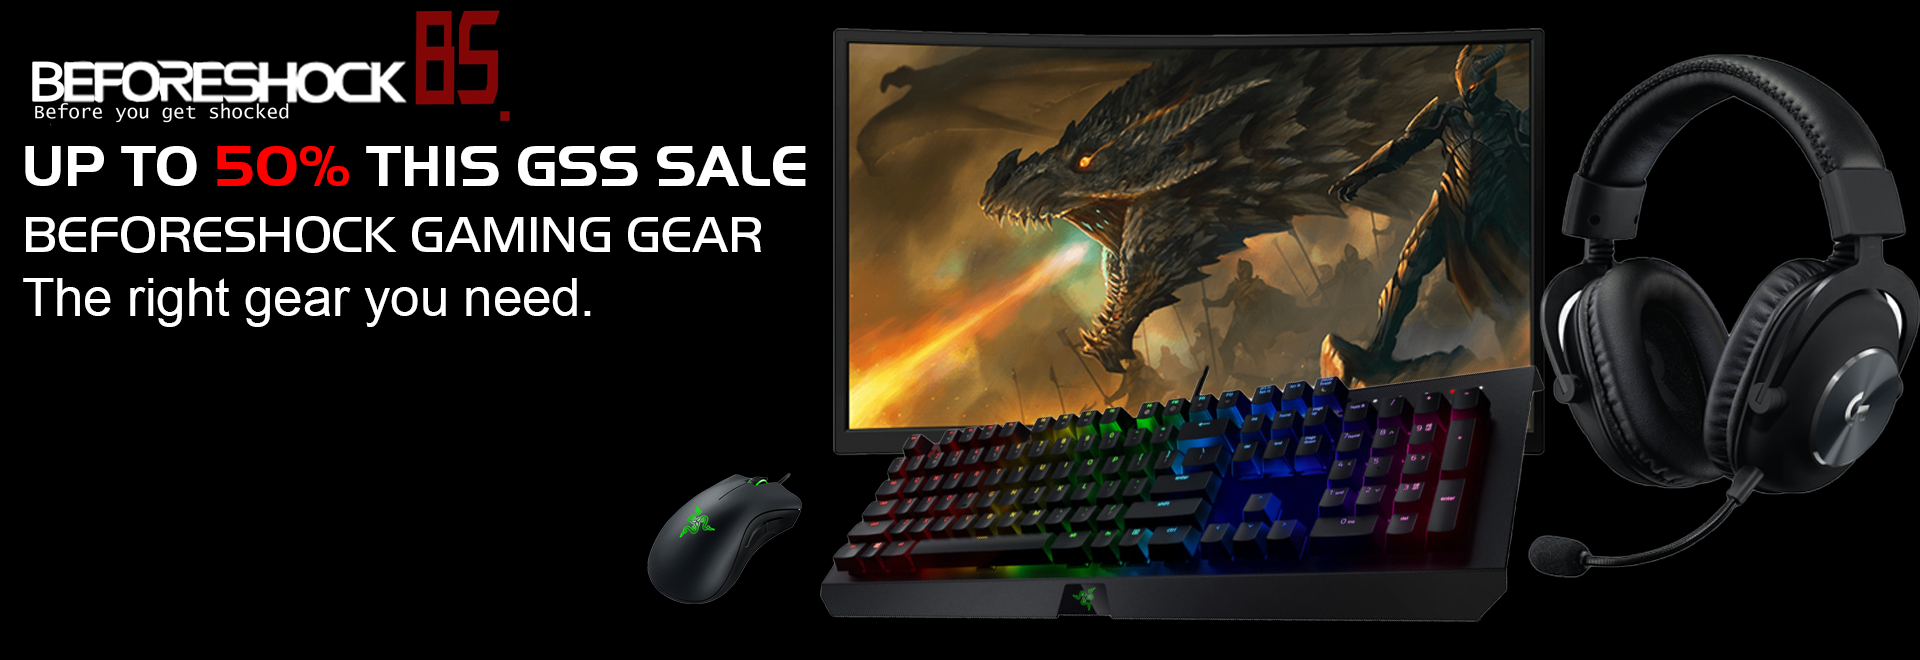 BEFORESHOCK BS.
Before you get shocked
UP TO 50% THIS GSS SALE
BEFORESHOCK GAMING GEAR
The right gear you need.